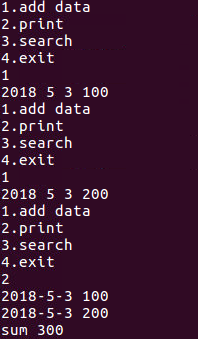 1.add data
2.print
3.search
4.exit
1
2018 5 3 100
1.add data
2.print
3.search
4.exit
1
2018 5 3 200
1.add data
2.print
3.search
4.exit
2
2018-5-3 100
2018-5-3 200
sum 300